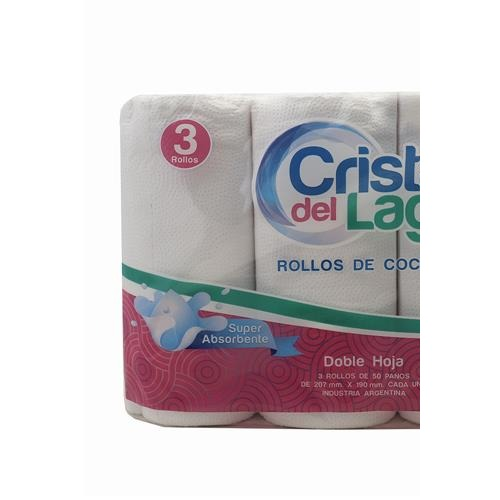 3
Rollos
Crist
del Lag
ROLLOS DE COC
Super
Absorbente
Doble Hoja
3 ROLLOS DE 50 PAÑOS
DE 207 mm. X 190 mm. CADA UN
INDUSTRIA ARGENTINA